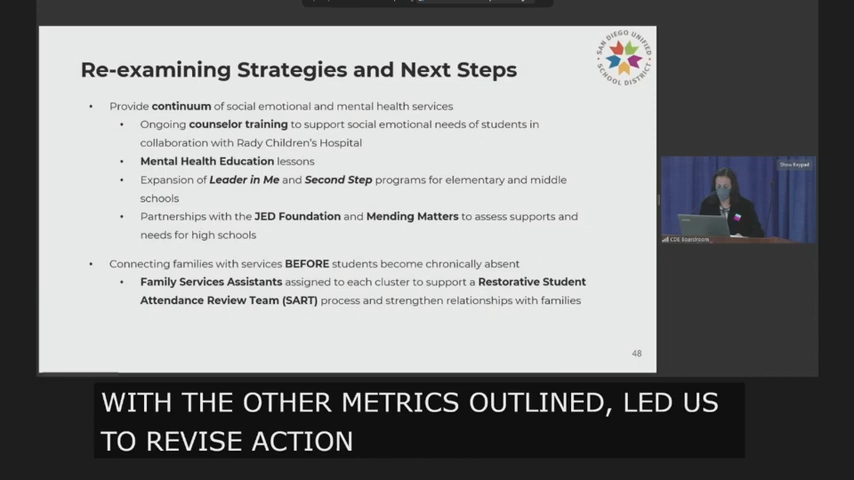 Re-examining Strategies and Next Steps
SAN DIEGO UNIFIED
SCHOOL DISTRICT
• Provide continuum of social emotional and mental health services
• Ongoing counselor training to support social emotional needs of students in
collaboration with Rady Children's Hospital
• Mental Health Education lessons
• Expansion of Leader in Me and Second Step programs for elementary and middle
schools
• Partnerships with the JED Foundation and Mending Matters to assess supports and
needs for high schools
• Connecting families with services BEFORE students become chronically absent
• Family Services Assistants assigned to each cluster to support a Restorative Student
Attendance Review Team (SART) process and strengthen relationships with families
48
Show Keypad
CDE Boardroom
WITH THE OTHER METRICS OUTLINED, LED US
TO REVISE ACTION